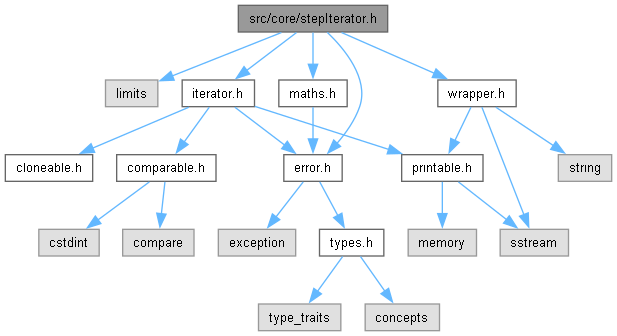 src/core/stepIterator.h
limits
iterator.h
maths.h
wrapper.h
cloneable.h
comparable.h
error.h
printable.h
string
cstdint
compare
exception
types.h
memory
sstream
type_traits
concepts